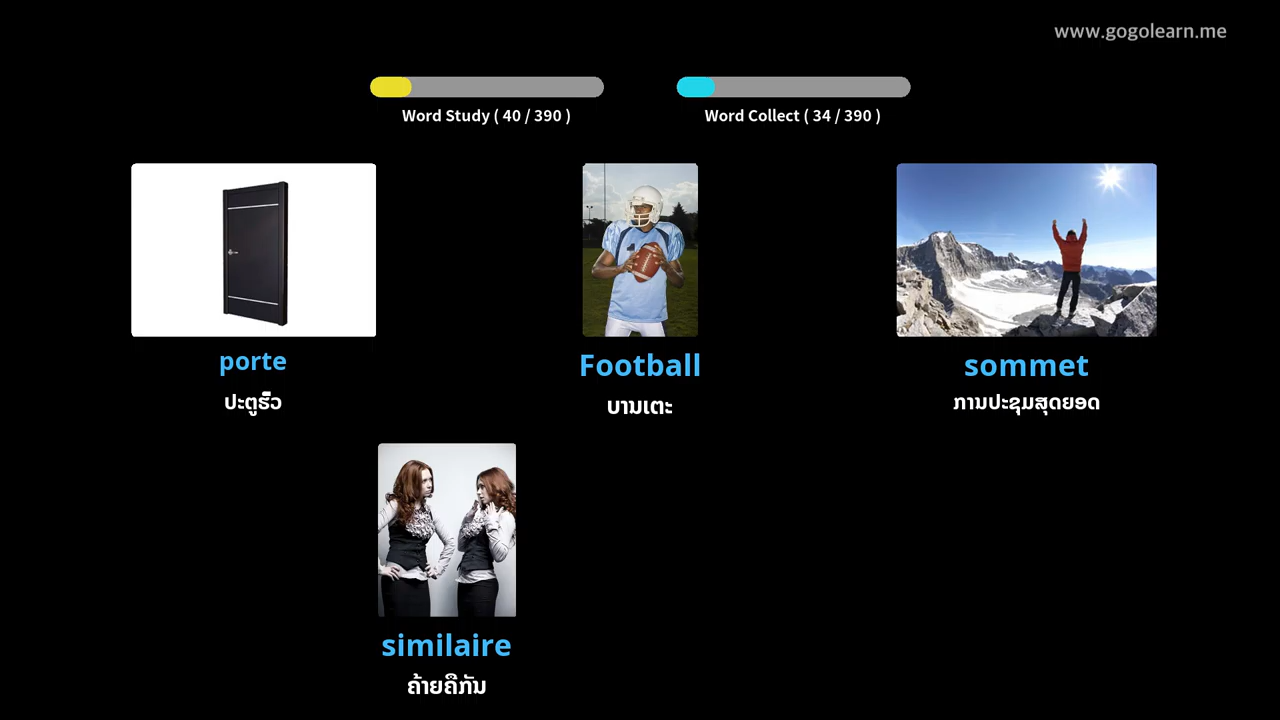 www.gogolearn.me
Word Study ( 40 / 390 )
Word Collect ( 34 / 390 )
porte
Football
sommet
ປະຕູຮົ້ວ
ບານເຕະ
ການປະຊຸມສຸດຍອດ
similaire
ຄ້າຍຄືກັນ